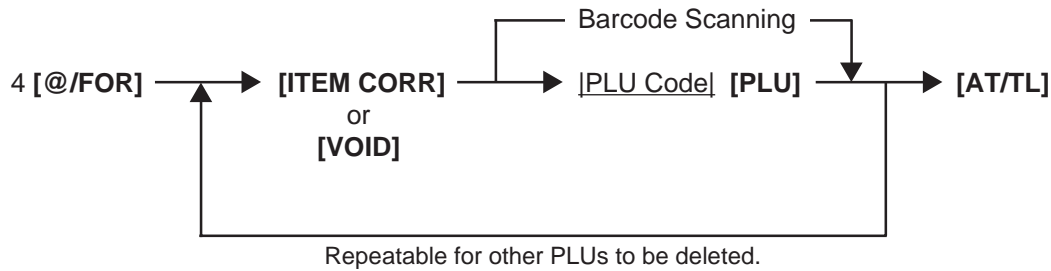 Barcode Scanning
4 [@/FOR] [ITEM CORR] |PLU Code| [PLU] [AT/TL]
or
[VOID]
Repeatable for other PLUs to be deleted.